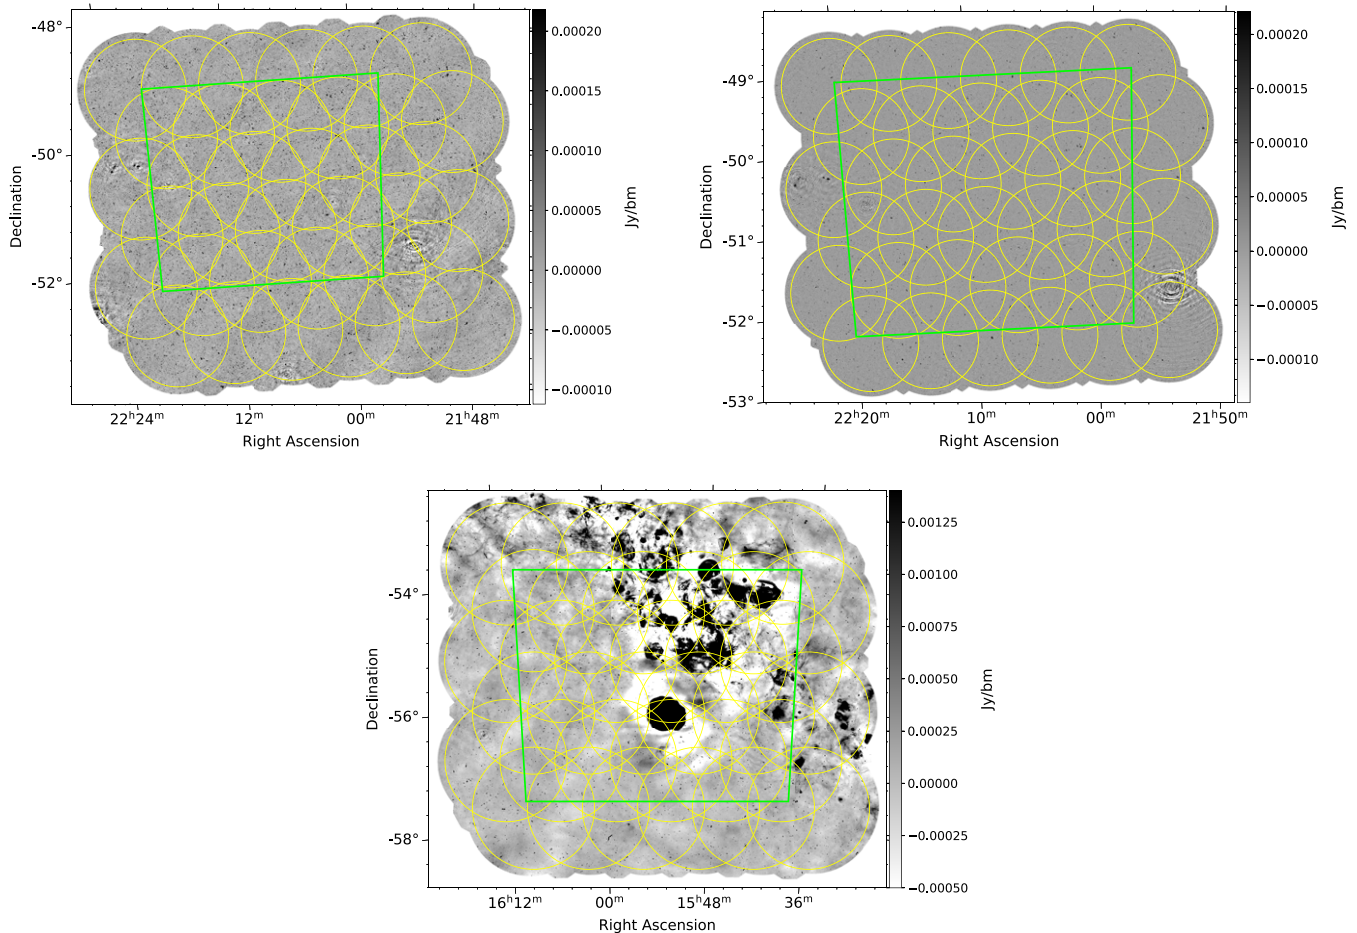 -48°
-50°
-52°
Declination
22h24m
12m
00m
21h48m
Right Ascension
0.00020
0.00015
0.00010
0.00005
0.00000
−0.00005
−0.00010
Jy/bm
-49°
-50°
-51°
-52°
-53°
Declination
22h20m
10m
00m
21h50m
Right Ascension
0.00020
0.00015
0.00010
0.00005
0.00000
−0.00005
−0.00010
Jy/bm
-54°
-56°
-58°
Declination
16h12m
00m
15h48m
36m
Right Ascension
0.00125
0.00100
0.00075
0.00050
0.00025
0.00000
−0.00025
−0.00050
Jy/bm